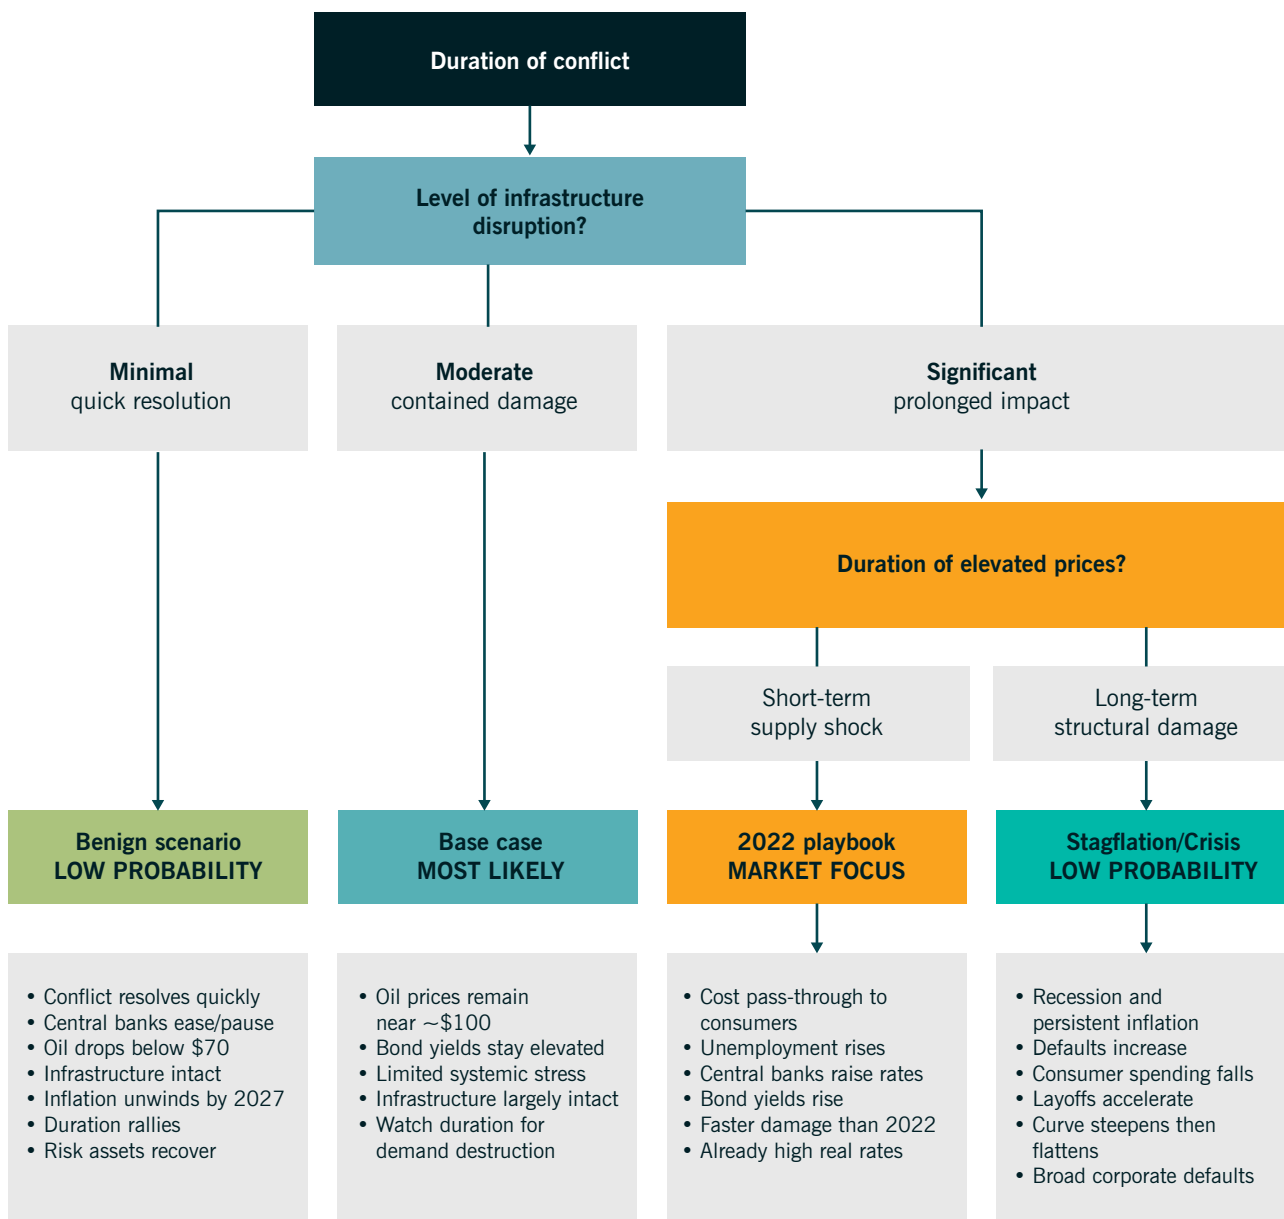 Duration of conflict
Level of infrastructure
disruption?
Minimal
quick resolution
Moderate
contained damage
Significant
prolonged impact
Duration of elevated prices?
Short-term
supply shock
Long-term
structural damage
Benign scenario
LOW PROBABILITY
Base case
MOST LIKELY
2022 playbook
MARKET FOCUS
Stagflation/Crisis
LOW PROBABILITY
• Conflict resolves quickly
• Central banks ease/pause
• Oil drops below $70
• Infrastructure intact
• Inflation unwinds by 2027
• Duration rallies
• Risk assets recover
• Oil prices remain
near ~$100
• Bond yields stay elevated
• Limited systemic stress
• Infrastructure largely intact
• Watch duration for
demand destruction
• Cost pass-through to
consumers
• Unemployment rises
• Central banks raise rates
• Bond yields rise
• Faster damage than 2022
• Already high real rates
• Recession and
persistent inflation
• Defaults increase
• Consumer spending falls
• Layoffs accelerate
• Curve steepens then
flattens
• Broad corporate defaults